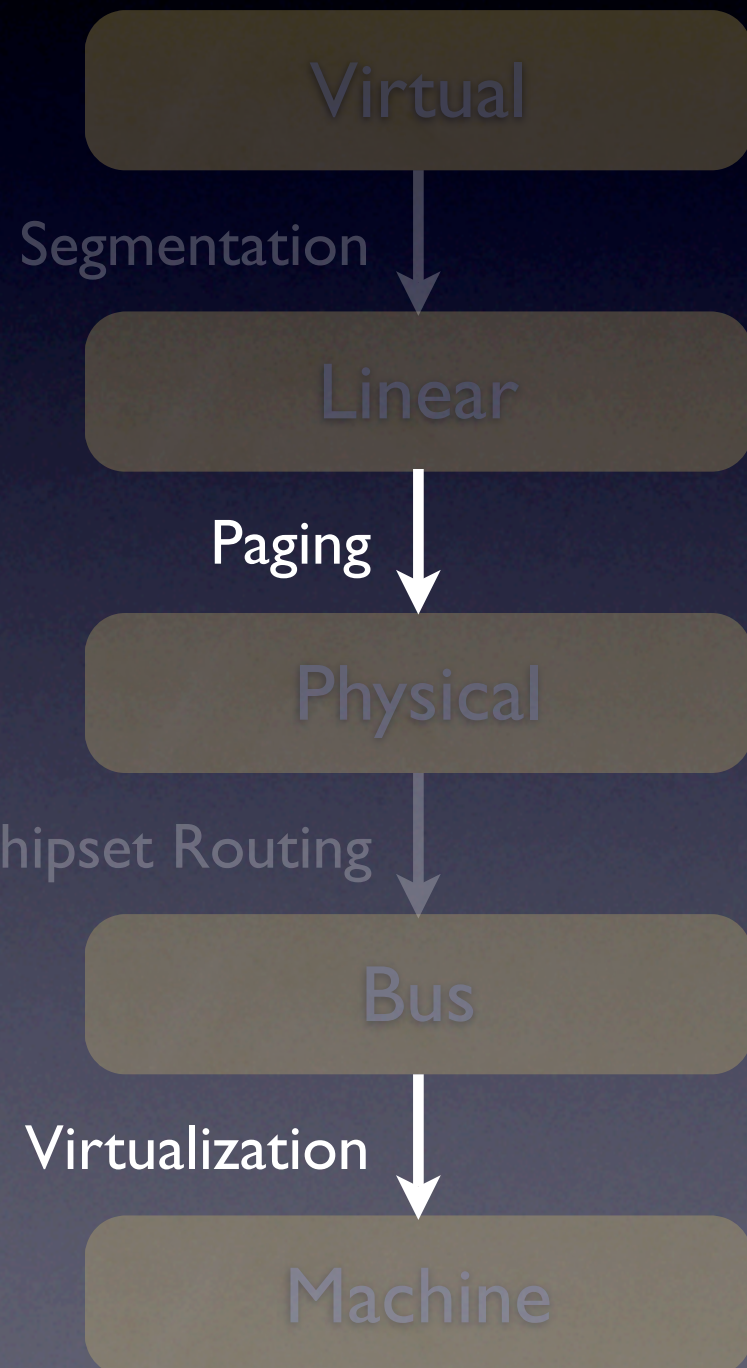 Virtual
Segmentation
Linear
Paging
Physical
hipset Routing
Bus
Virtualization
Machine